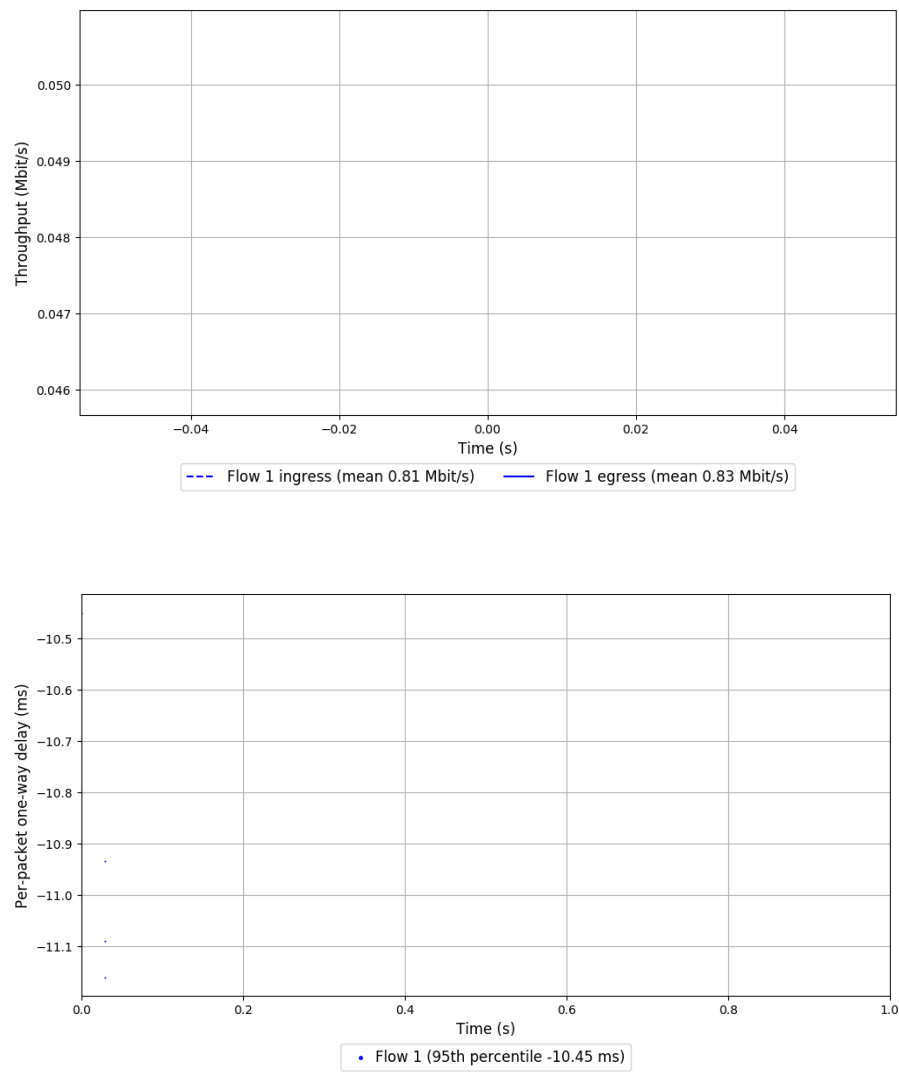 0.050
0.049
0.048
0.047
0.046
Throughput (Mbit/s)
−0.04 −0.02 0.00 0.02 0.04
Time (s)
Flow 1 ingress (mean 0.81 Mbit/s) Flow 1 egress (mean 0.83 Mbit/s)
−10.5
−10.6
−10.7
−10.8
−10.9
−11.0
−11.1
Per-packet one-way delay (ms)
0.0 0.2 0.4 0.6 0.8 1.0
Time (s)
Flow 1 (95th percentile -10.45 ms)